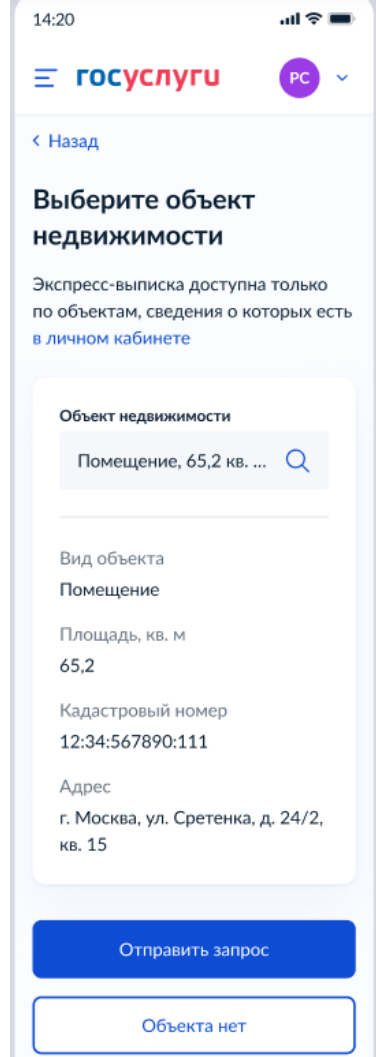 14:20
госуслуги
РС
Назад
Выберите объект
недвижимости
Экспресс-выписка доступна только
по объектам, сведения о которых есть
в личном кабинете
Объект недвижимости
Помещение, 65,2 кв. ...
Вид объекта
Помещение
Площадь, кв. м
65,2
Кадастровый номер
12:34:567890:111
Адрес
г. Москва, ул. Сретенка, д. 24/2,
кв. 15
Отправить запрос
Объекта нет